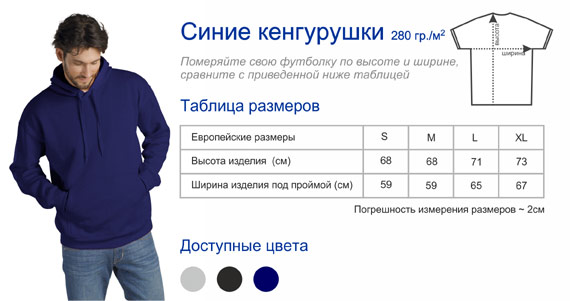 Синие кенгурушки 280 гр./м²
Померяйте свою футболку по высоте и ширине,
сравните с приведенной ниже таблицей
высота
ширина
Таблица размеров
Европейские размеры S M L XL
Высота изделия (см) 68 68 71 73
Ширина изделия под проймой (см) 59 59 65 67
Погрешность измерения размеров ~ 2см
Доступные цвета